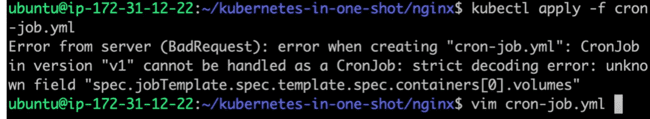 ubuntu@ip-172-31-12-22:~/kubernetes-in-one-shot/nginx$ kubectl apply -f cron
-job.yml
Error from server (BadRequest): error when creating "cron-job.yml": CronJob
in version "v1" cannot be handled as a CronJob: strict decoding error: unkno
wn field "spec.jobTemplate.spec.template.spec.containers[0].volumes"
ubuntu@ip-172-31-12-22:~/kubernetes-in-one-shot/nginx$ vim cron-job.yml